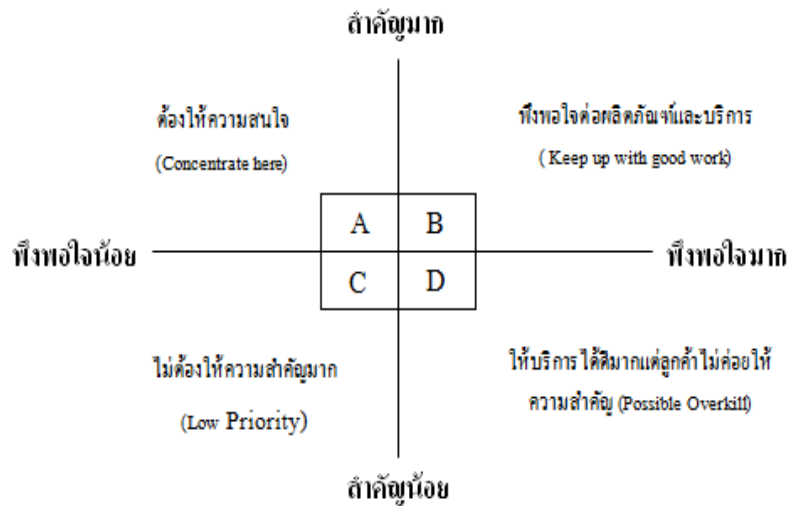 สำคัญมาก
ต้องให้ความสนใจ
(Concentrate here)
พึงพอใจต่อผลิตภัณฑ์และบริการ
( Keep up with good work)
A
B
พึงพอใจน้อย
พึงพอใจมาก
C
D
ไม่ต้องให้ความสำคัญมาก
(Low Priority)
ให้บริการได้ดีมากแต่ลูกค้าไม่ค่อยให้
ความสำคัญ (Possible Overkill)
สำคัญน้อย